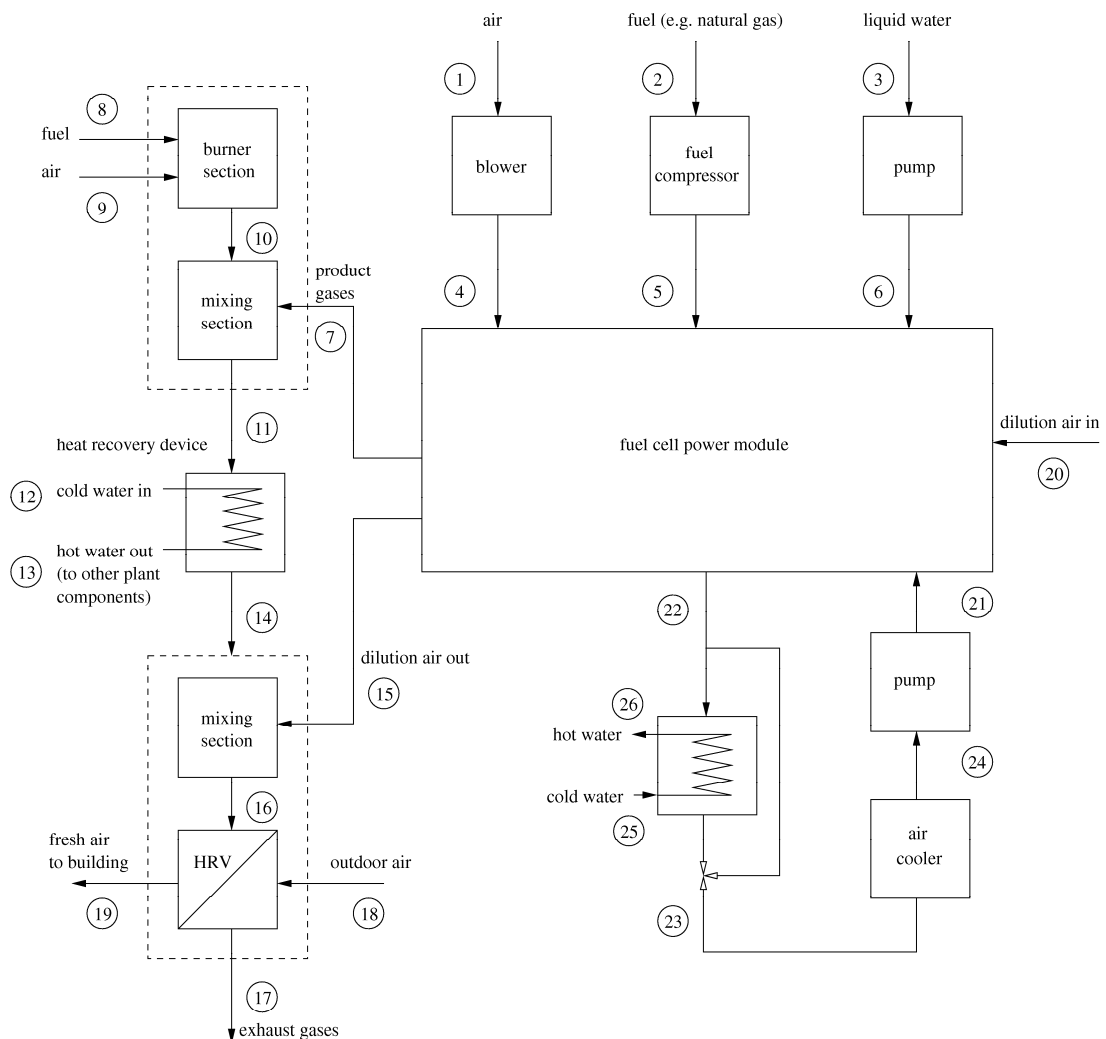 air
fuel (e.g. natural gas)
liquid water
1
2
3
8
fuel
air
9
burner
section
blower
fuel
compressor
pump
10
mixing
section
product
gases
7
4
5
6
11
heat recovery device
fuel cell power module
dilution air in
20
12
cold water in
13
hot water out
(to other plant
components)
14
22
21
dilution air out
15
mixing
section
pump
26
hot water
cold water
25
24
16
fresh air
to building
HRV
outdoor air
19
18
air
cooler
23
17
exhaust gases